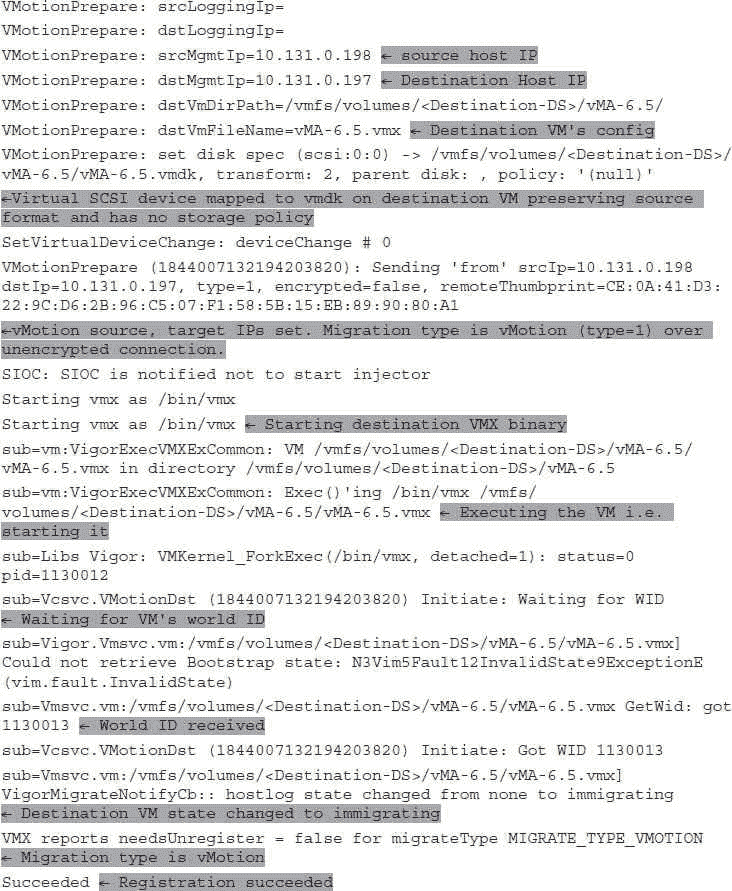 VMotionPrepare: srcLoggingIp=
VMotionPrepare: dstLoggingIp=
VMotionPrepare: srcMgmtIp=10.131.0.198 ← source host IP
VMotionPrepare: dstMgmtIp=10.131.0.197 ← Destination Host IP
VMotionPrepare: dstVmDirPath=/vmfs/volumes/<Destination-DS>/vMA-6.5/
VMotionPrepare: dstVmFileName=vMA-6.5.vmx ← Destination VM's config
VMotionPrepare: set disk spec (scsi:0:0) -> /vmfs/volumes/<Destination-DS>/
vMA-6.5/vMA-6.5.vmdk, transform: 2, parent disk: , policy: '(null)'
←Virtual SCSI device mapped to vmdk on destination VM preserving source
format and has no storage policy
SetVirtualDeviceChange: deviceChange # 0
VMotionPrepare (1844007132194203820): Sending 'from' srcIp=10.131.0.198
dstIp=10.131.0.197, type=1, encrypted=false, remoteThumbprint=CE:0A:41:D3:
22:9C:D6:2B:96:C5:07:F1:58:5B:15:EB:89:90:80:A1
←vMotion source, target IPs set. Migration type is vMotion (type=1) over
unencrypted connection.
SIOC: SIOC is notified not to start injector
Starting vmx as /bin/vmx
Starting vmx as /bin/vmx ← Starting destination VMX binary
sub=vm:VigorExecVMXExCommon: VM /vmfs/volumes/<Destination-DS>/vMA-6.5/
vMA-6.5.vmx in directory /vmfs/volumes/<Destination-DS>/vMA-6.5
sub=vm:VigorExecVMXExCommon: Exec()'ing /bin/vmx /vmfs/
volumes/<Destination-DS>/vMA-6.5/vMA-6.5.vmx ← Executing the VM i.e.
starting it
sub=Libs Vigor: VMKernel_ForkExec(/bin/vmx, detached=1): status=0
pid=1130012
sub=Vcsvc.VMotionDst (1844007132194203820) Initiate: Waiting for WID
← Waiting for VM's world ID
sub=Vigor.Vmsvc.vm:/vmfs/volumes/<Destination-DS>/vMA-6.5/vMA-6.5.vmx]
Could not retrieve Bootstrap state: N3Vim5Fault12InvalidState9ExceptionE
(vim.fault.InvalidState)
sub=Vmsvc.vm:/vmfs/volumes/<Destination-DS>/vMA-6.5/vMA-6.5.vmx GetWid: got
1130013 ← World ID received
sub=Vcsvc.VMotionDst (1844007132194203820) Initiate: Got WID 1130013
sub=Vmsvc.vm:/vmfs/volumes/<Destination-DS>/vMA-6.5/vMA-6.5.vmx]
VigorMigrateNotifyCb:: hostlog state changed from none to immigrating
← Destination VM state changed to immigrating
VMX reports needsUnregister = false for migrateType MIGRATE_TYPE_VMOTION
← Migration type is vMotion
Succeeded ← Registration succeeded